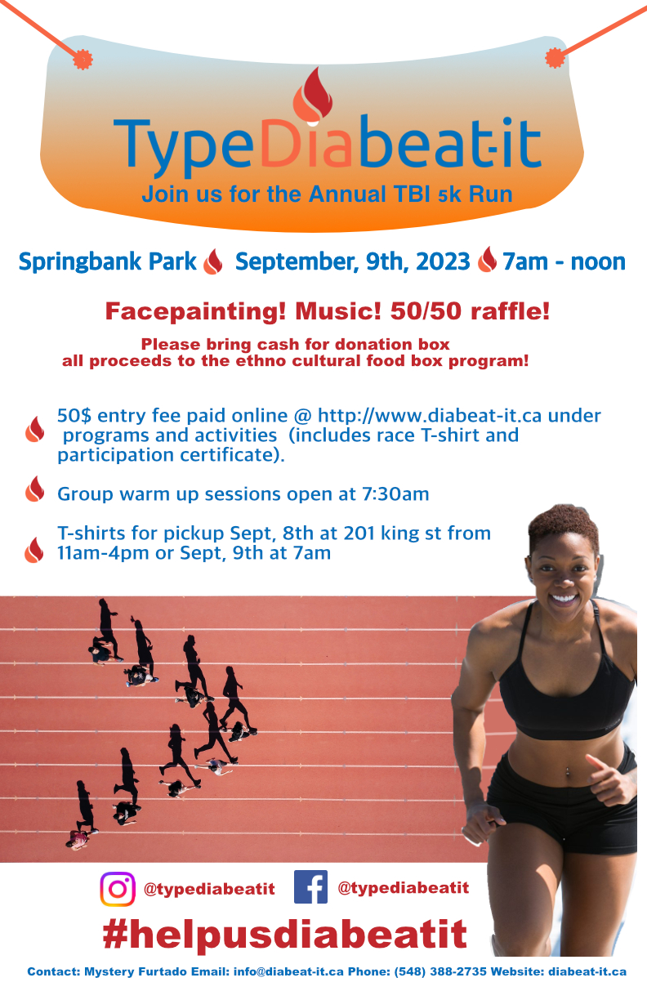 TypeDiabeat-it
Join us for the Annual TBI 5k Run
Springbank Park September, 9th, 2023 7am - noon
Facepainting! Music! 50/50 raffle!
Please bring cash for donation box
all proceeds to the ethno cultural food box program!
50$ entry fee paid online @ http://www.diabeat-it.ca under
programs and activities (includes race T-shirt and
participation certificate).
Group warm up sessions open at 7:30am
T-shirts for pickup Sept, 8th at 201 king st from
11am-4pm or Sept, 9th at 7am
@typediabeatit @typediabeatit
#helpusdiabeatit
Contact: Mystery Furtado Email: info@diabeat-it.ca Phone: (548) 388-2735 Website: diabeat-it.ca